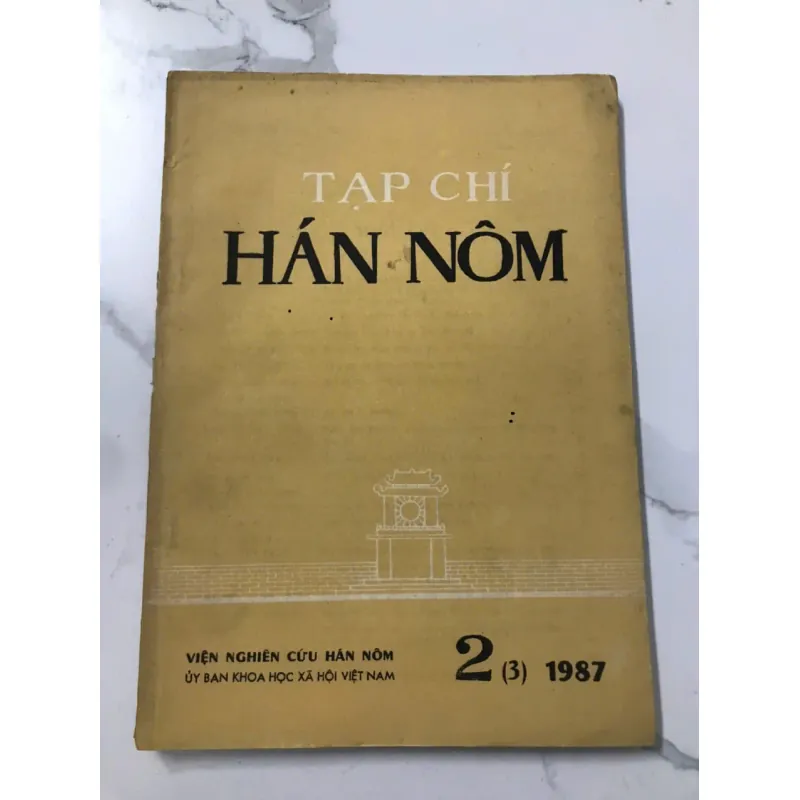 TẠP CHÍ
HÁN NÔM
VIỆN NGHIÊN CỨU HÁN NÔM
ỦY BAN KHOA HỌC XÃ HỘI VIỆT NAM
2 (3) 1987